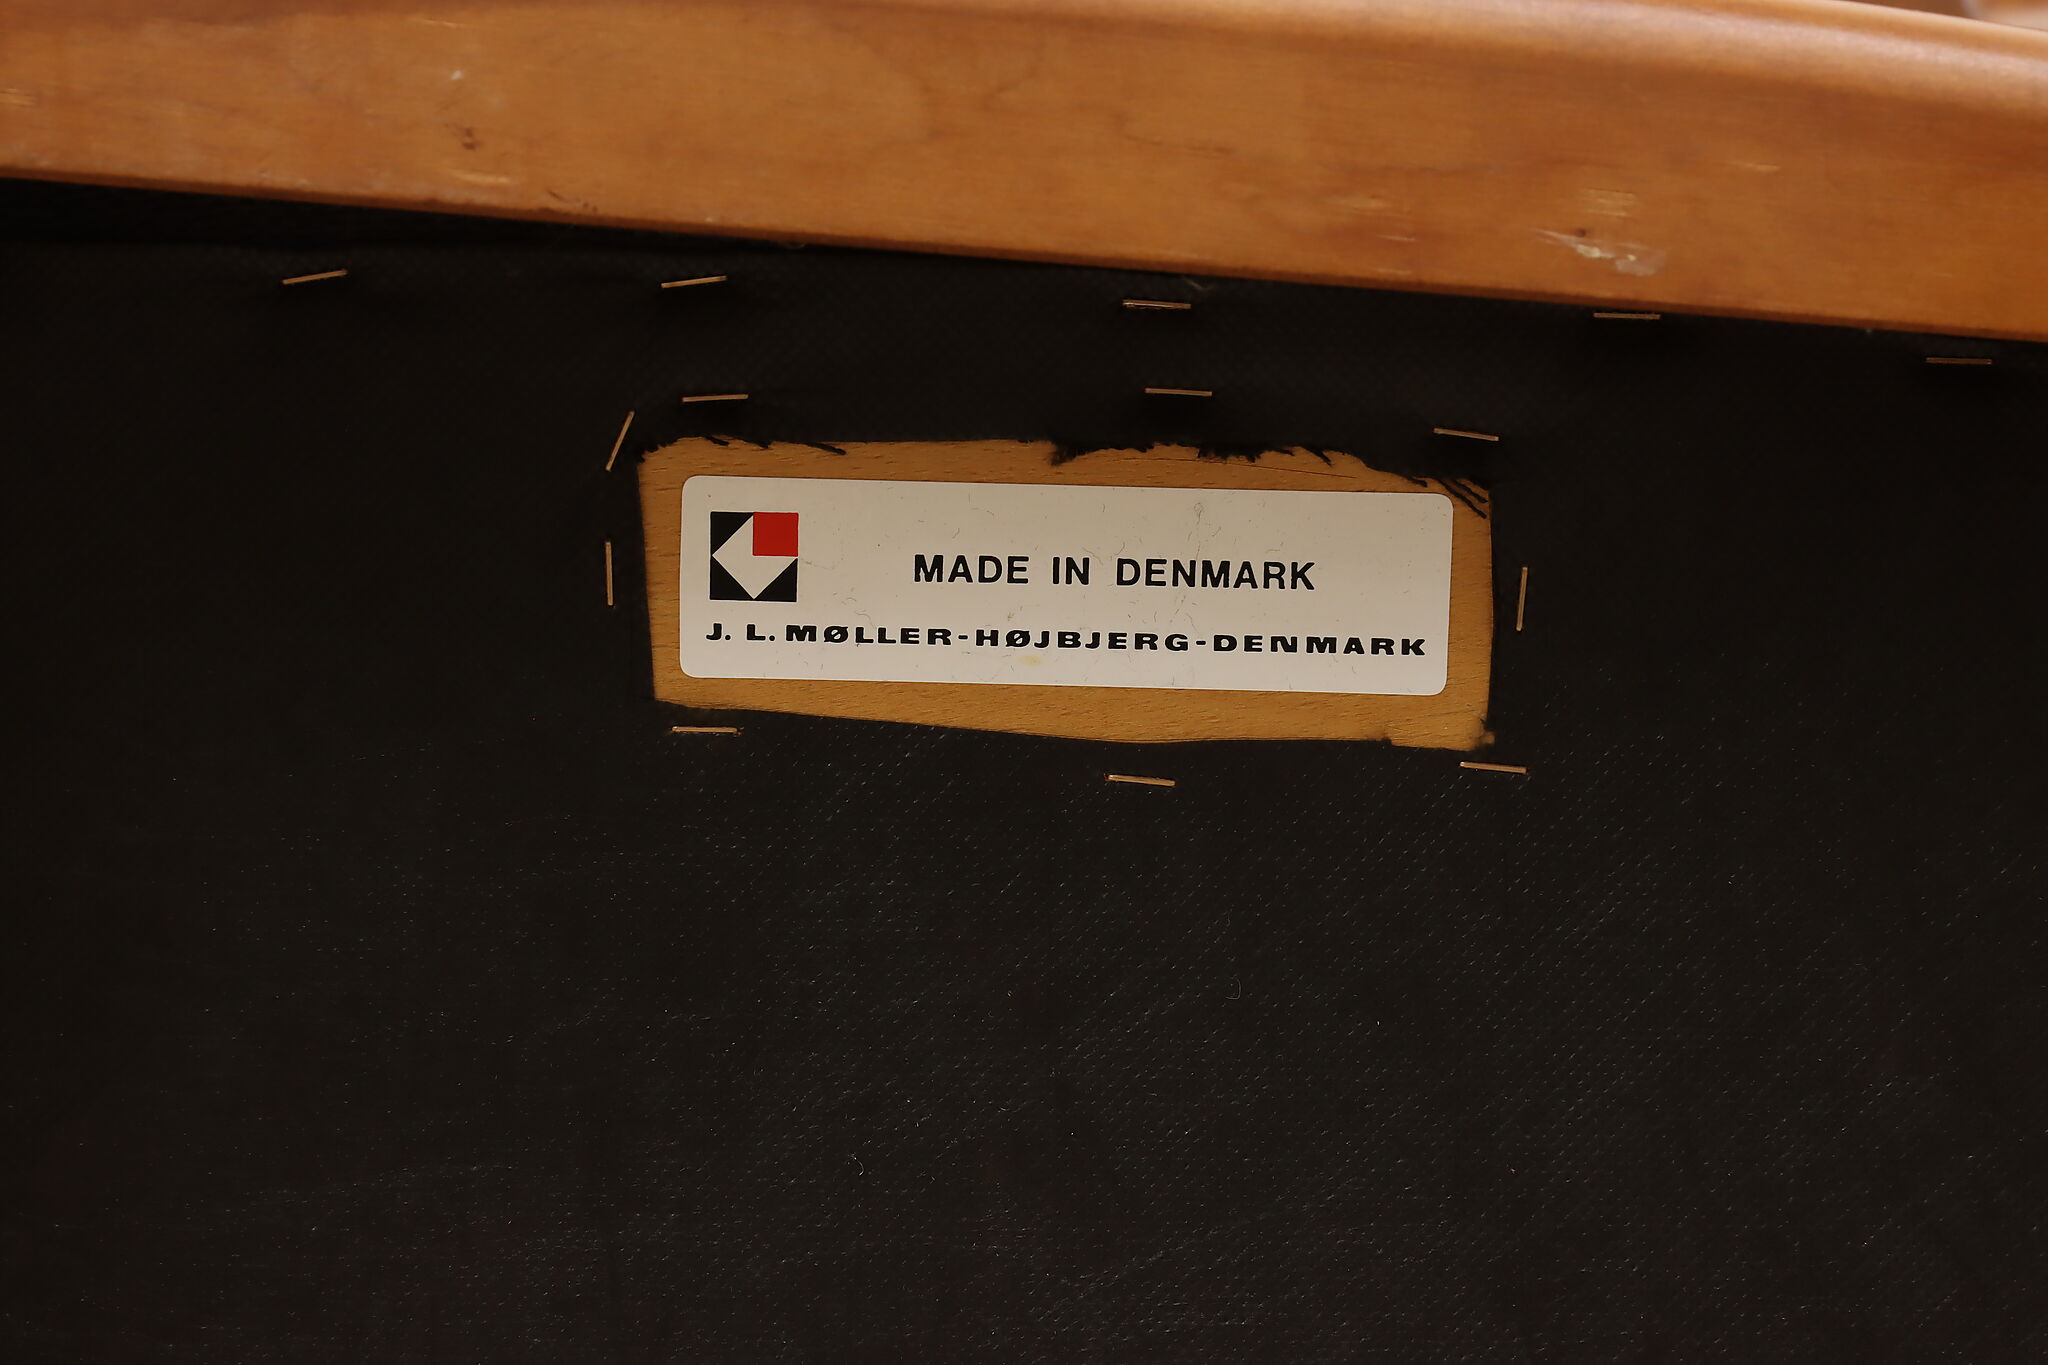 MADE IN DENMARK
J. L. MØLLER-HØJBJERG-DENMARK